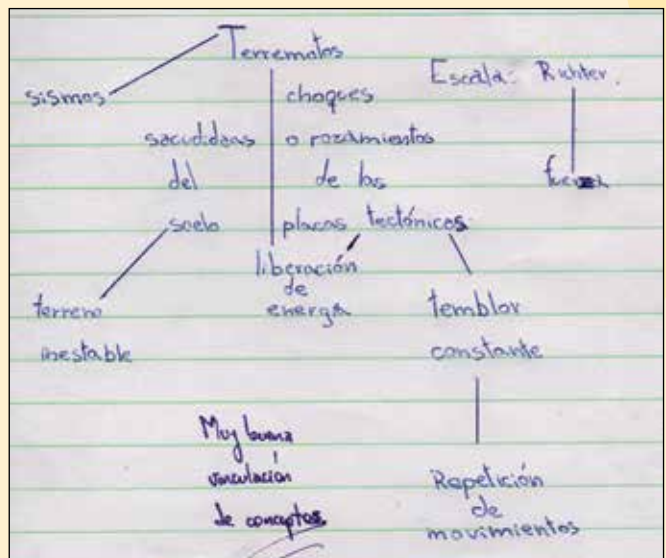 Terremotos
Escala: Richter.
sismos
choques
sacudidas o rozamientos
del de las
suelo placas tectónicas
liberación
de
energía
terreno
inestable
temblor
constante
Repetición
de
movimientos
Muy buena
vinculación
de conceptos